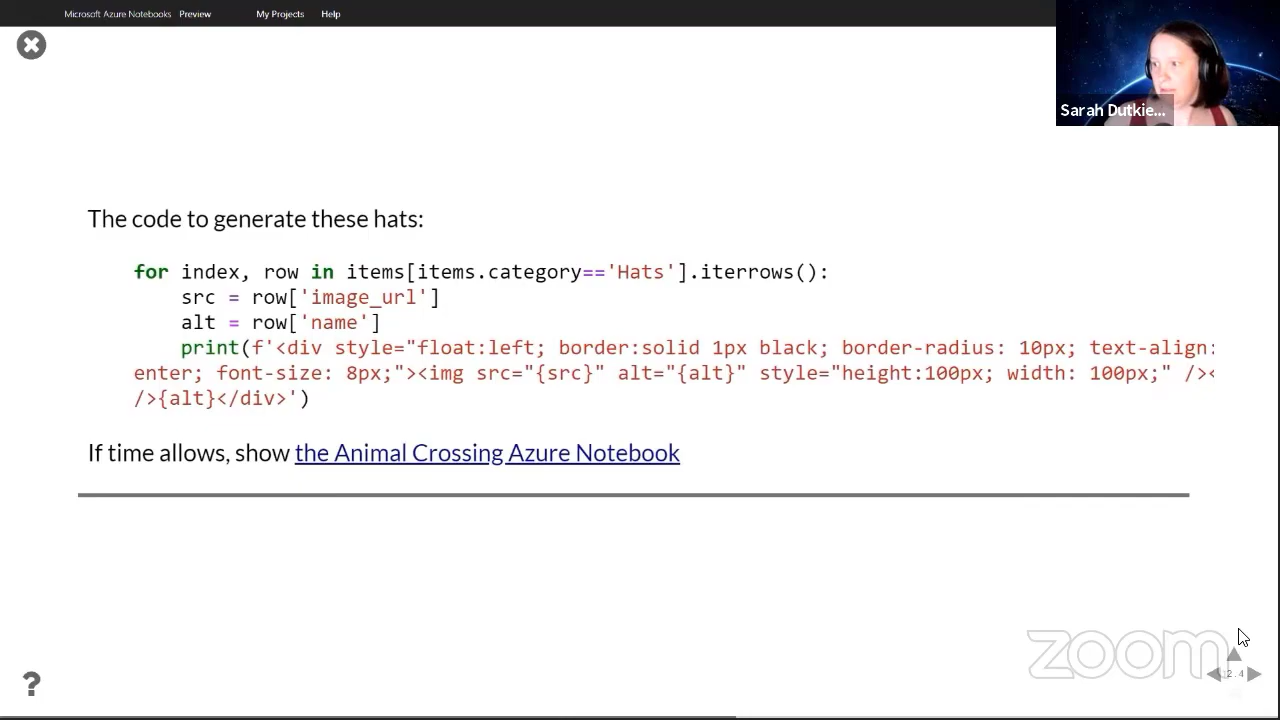 Microsoft Azure Notebooks Preview My Projects Help
Sarah Dutkie...
The code to generate these hats:
for index, row in items[items.category=='Hats'].iterrows():
src = row['image_url']
alt = row['name']
print(f'<div style="float:left; border:solid 1px black; border-radius: 10px; text-align:
enter; font-size: 8px;"><img src="{src}" alt="{alt}" style="height:100px; width: 100px;" /><
/>{alt}</div>')
If time allows, show the Animal Crossing Azure Notebook
zoom
?